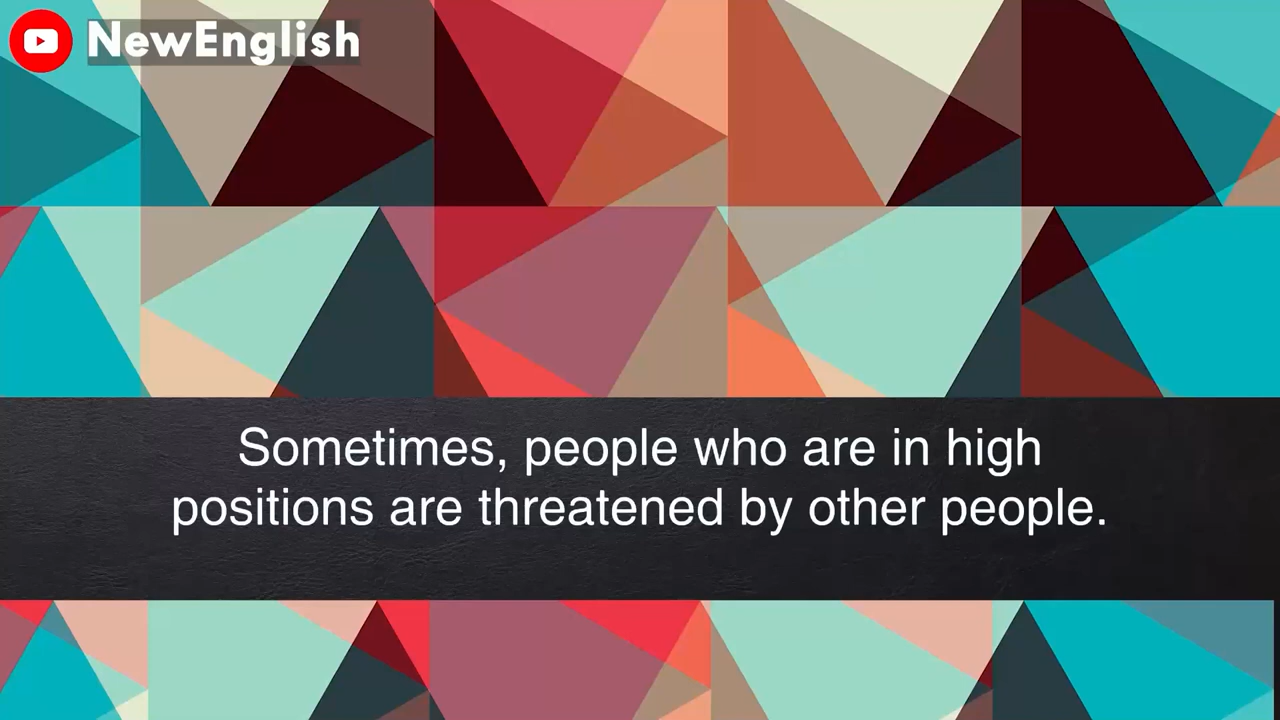 NewEnglish
Sometimes, people who are in high
positions are threatened by other people.